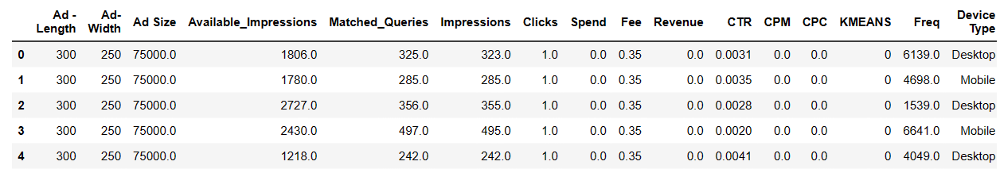 Ad - Length Ad-Width Ad Size Available_Impressions Matched_Queries Impressions Clicks Spend Fee Revenue CTR CPM CPC KMEANS Freq Device Type
0 300 250 75000.0 1806.0 325.0 323.0 1.0 0.0 0.35 0.0 0.0031 0.0 0.0 0 6139.0 Desktop
1 300 250 75000.0 1780.0 285.0 285.0 1.0 0.0 0.35 0.0 0.0035 0.0 0.0 0 4698.0 Mobile
2 300 250 75000.0 2727.0 356.0 355.0 1.0 0.0 0.35 0.0 0.0028 0.0 0.0 0 1539.0 Desktop
3 300 250 75000.0 2430.0 497.0 495.0 1.0 0.0 0.35 0.0 0.0020 0.0 0.0 0 6641.0 Mobile
4 300 250 75000.0 1218.0 242.0 242.0 1.0 0.0 0.35 0.0 0.0041 0.0 0.0 0 4049.0 Desktop